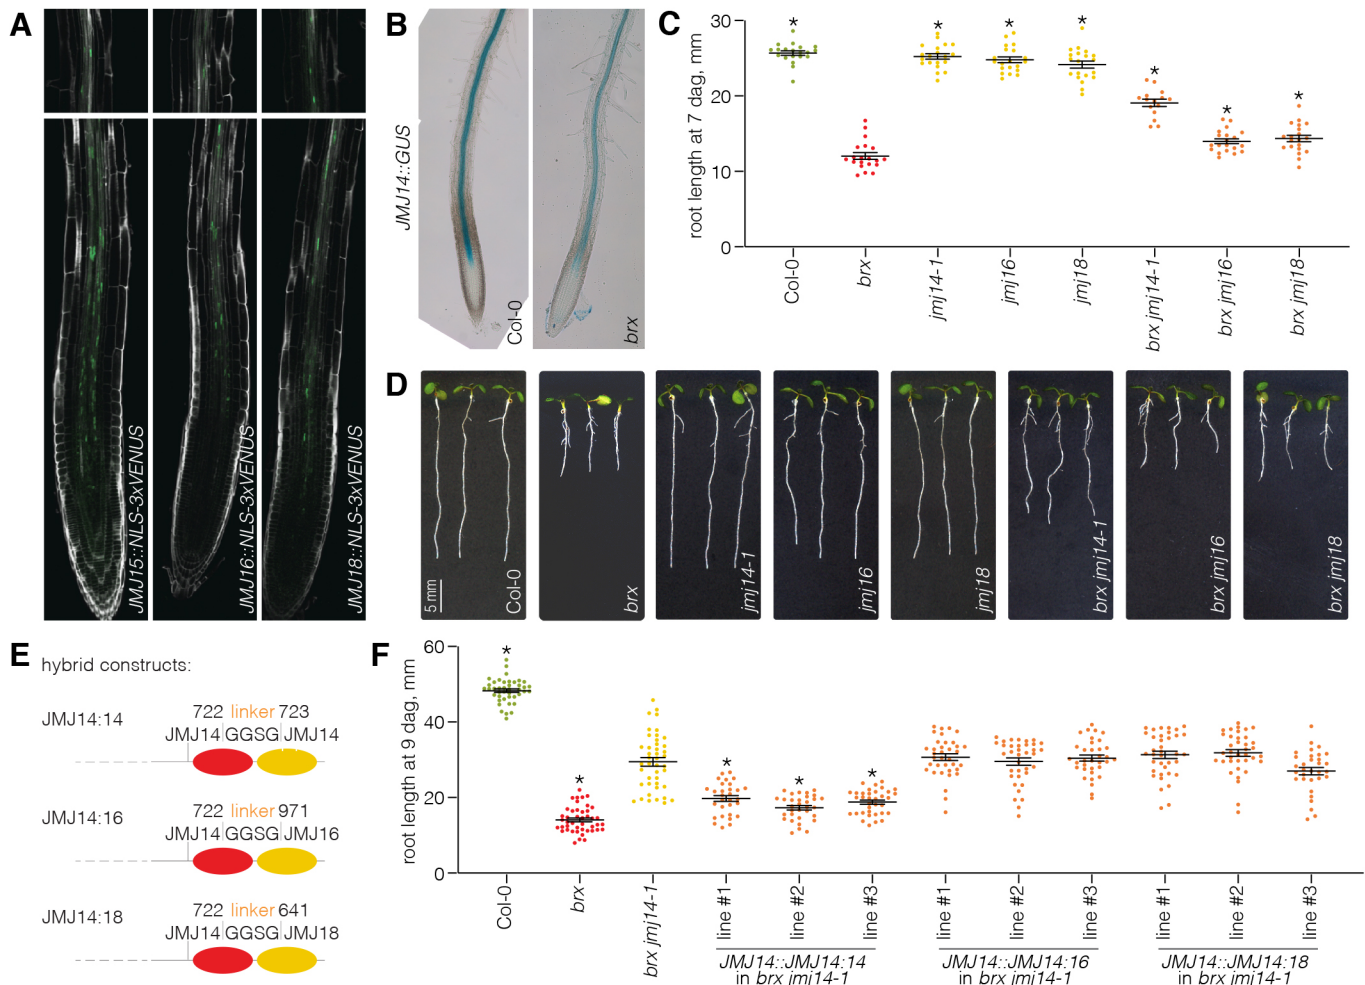 A
JMJ15::NLS-3xVENUS
JMJ16::NLS-3xVENUS
JMJ18::NLS-3xVENUS
B
JMJ14::GUS
Col-0
brx
C
root length at 7 dag, mm
30
20
10
0
*
*
*
*
*
*
*
Col-0
brx
jmj14-1
jmj16
jmj18
brx jmj14-1
brx jmj16
brx jmj18
D
5 mm
Col-0
brx
jmj14-1
jmj16
jmj18
brx jmj14-1
brx jmj16
brx jmj18
E
hybrid constructs:
JMJ14:14
722 linker 723
JMJ14 GGSG JMJ14
JMJ14:16
722 linker 971
JMJ14 GGSG JMJ16
JMJ14:18
722 linker 641
JMJ14 GGSG JMJ18
F
root length at 9 dag, mm
60
40
20
0
*
*
*
*
*
Col-0
brx
brx jmj14-1
line #1
line #2
line #3
line #1
line #2
line #3
line #1
line #2
line #3
JMJ14::JMJ14:14
in brx jmj14-1
JMJ14::JMJ14:16
in brx jmj14-1
JMJ14::JMJ14:18
in brx jmj14-1